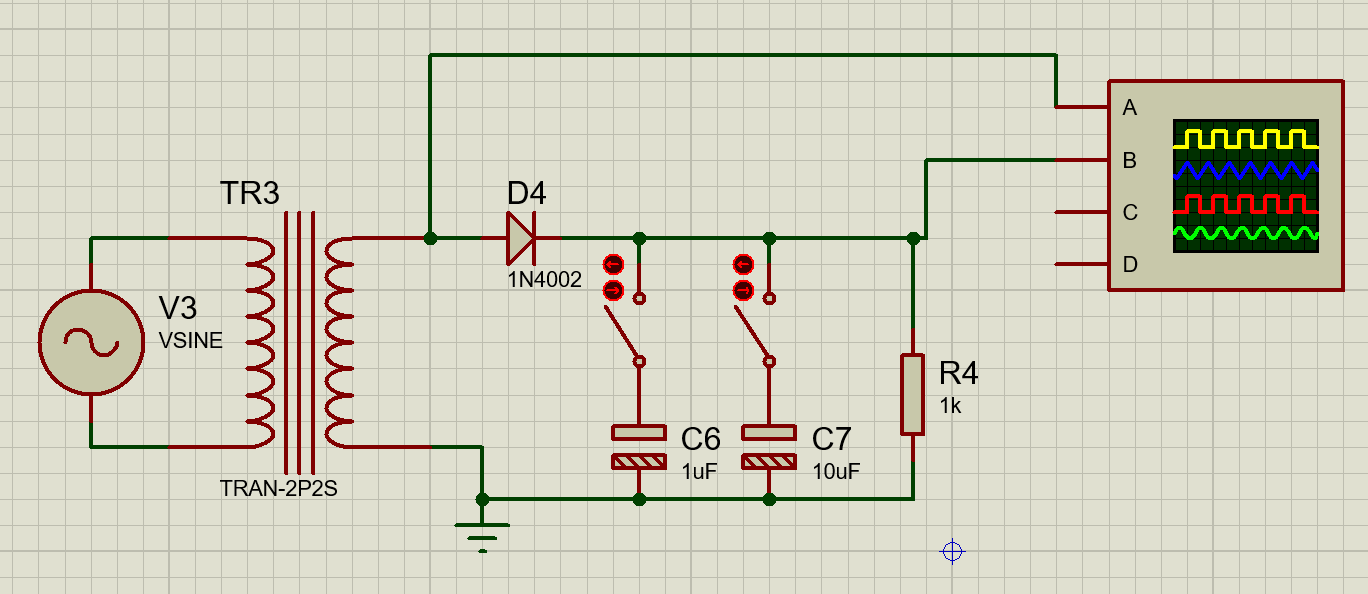 TR3
TRAN-2P2S
V3
VSINE
D4
1N4002
C6
1uF
C7
10uF
R4
1k
A
B
C
D